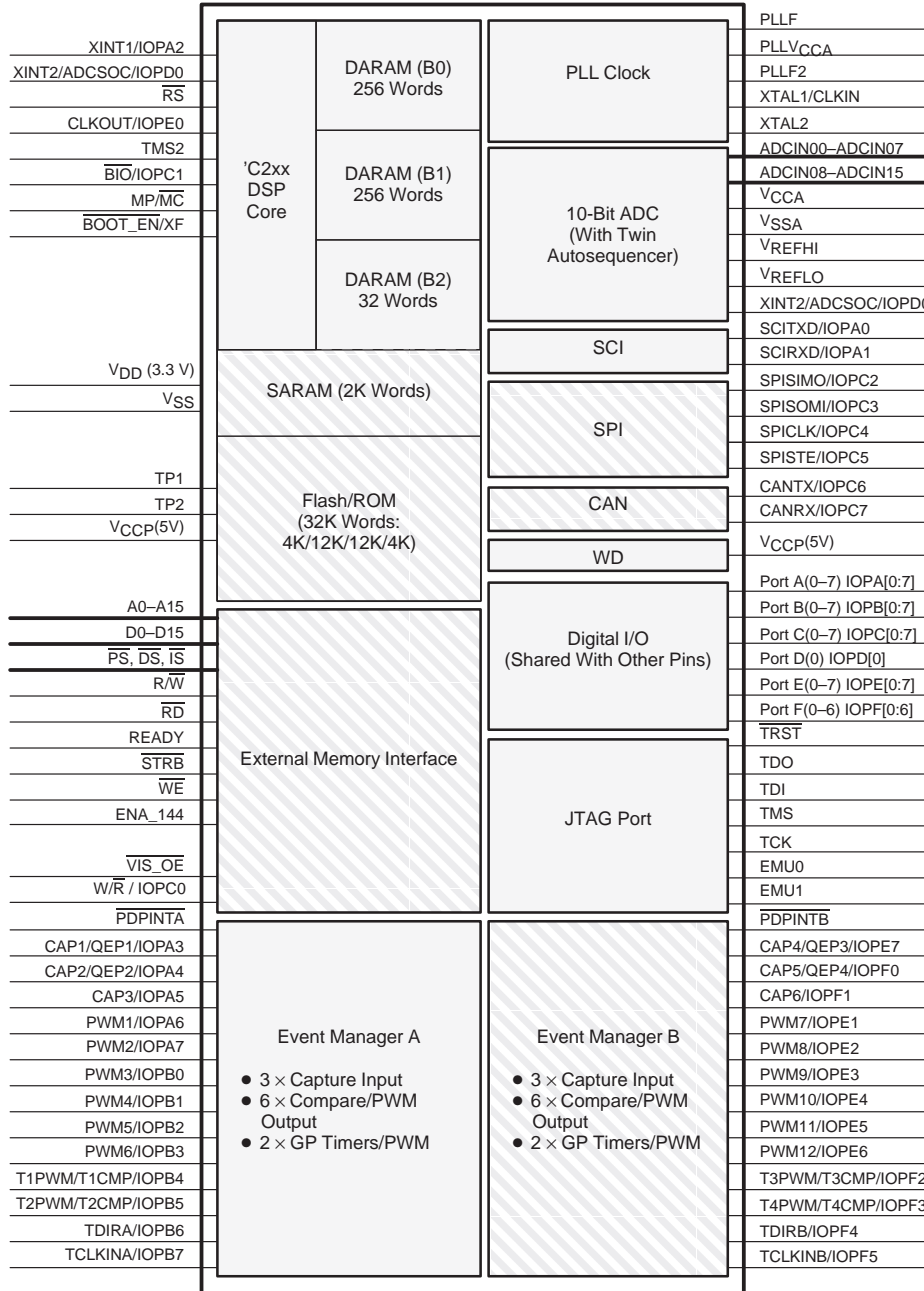 XINT1/IOPA2
XINT2/ADCSOC/IOPD0
RS
CLKOUT/IOPE0
TMS2
BIO/IOPC1
MP/MC
BOOT_EN/XF
VDD (3.3 V)
VSS
TP1
TP2
VCCP(5V)
A0–A15
D0–D15
PS, DS, IS
R/W
RD
READY
STRB
WE
ENA_144
VIS_OE
W/R / IOPC0
PDPINTA
CAP1/QEP1/IOPA3
CAP2/QEP2/IOPA4
CAP3/IOPA5
PWM1/IOPA6
PWM2/IOPA7
PWM3/IOPB0
PWM4/IOPB1
PWM5/IOPB2
PWM6/IOPB3
T1PWM/T1CMP/IOPB4
T2PWM/T2CMP/IOPB5
TDIRA/IOPB6
TCLKINA/IOPB7
'C2xx
DSP
Core
DARAM (B0)
256 Words
DARAM (B1)
256 Words
DARAM (B2)
32 Words
SARAM (2K Words)
Flash/ROM
(32K Words:
4K/12K/12K/4K)
External Memory Interface
Event Manager A
● 3 × Capture Input
● 6 × Compare/PWM
Output
● 2 × GP Timers/PWM
PLL Clock
10-Bit ADC
(With Twin
Autosequencer)
SCI
SPI
CAN
WD
Digital I/O
(Shared With Other Pins)
JTAG Port
Event Manager B
● 3 × Capture Input
● 6 × Compare/PWM
Output
● 2 × GP Timers/PWM
PLLF
PLLVCCA
PLLF2
XTAL1/CLKIN
XTAL2
ADCIN00–ADCIN07
ADCIN08–ADCIN15
VCCA
VSSA
VREFHI
VREFLO
XINT2/ADCSOC/IOPD0
SCITXD/IOPA0
SCIRXD/IOPA1
SPISIMO/IOPC2
SPISOMI/IOPC3
SPICLK/IOPC4
SPISTE/IOPC5
CANTX/IOPC6
CANRX/IOPC7
VCCP(5V)
Port A(0–7) IOPA[0:7]
Port B(0–7) IOPB[0:7]
Port C(0–7) IOPC[0:7]
Port D(0) IOPD[0]
Port E(0–7) IOPE[0:7]
Port F(0–6) IOPF[0:6]
TRST
TDO
TDI
TMS
TCK
EMU0
EMU1
PDPINTB
CAP4/QEP3/IOPE7
CAP5/QEP4/IOPF0
CAP6/IOPF1
PWM7/IOPE1
PWM8/IOPE2
PWM9/IOPE3
PWM10/IOPE4
PWM11/IOPE5
PWM12/IOPE6
T3PWM/T3CMP/IOPF2
T4PWM/T4CMP/IOPF3
TDIRB/IOPF4
TCLKINB/IOPF5